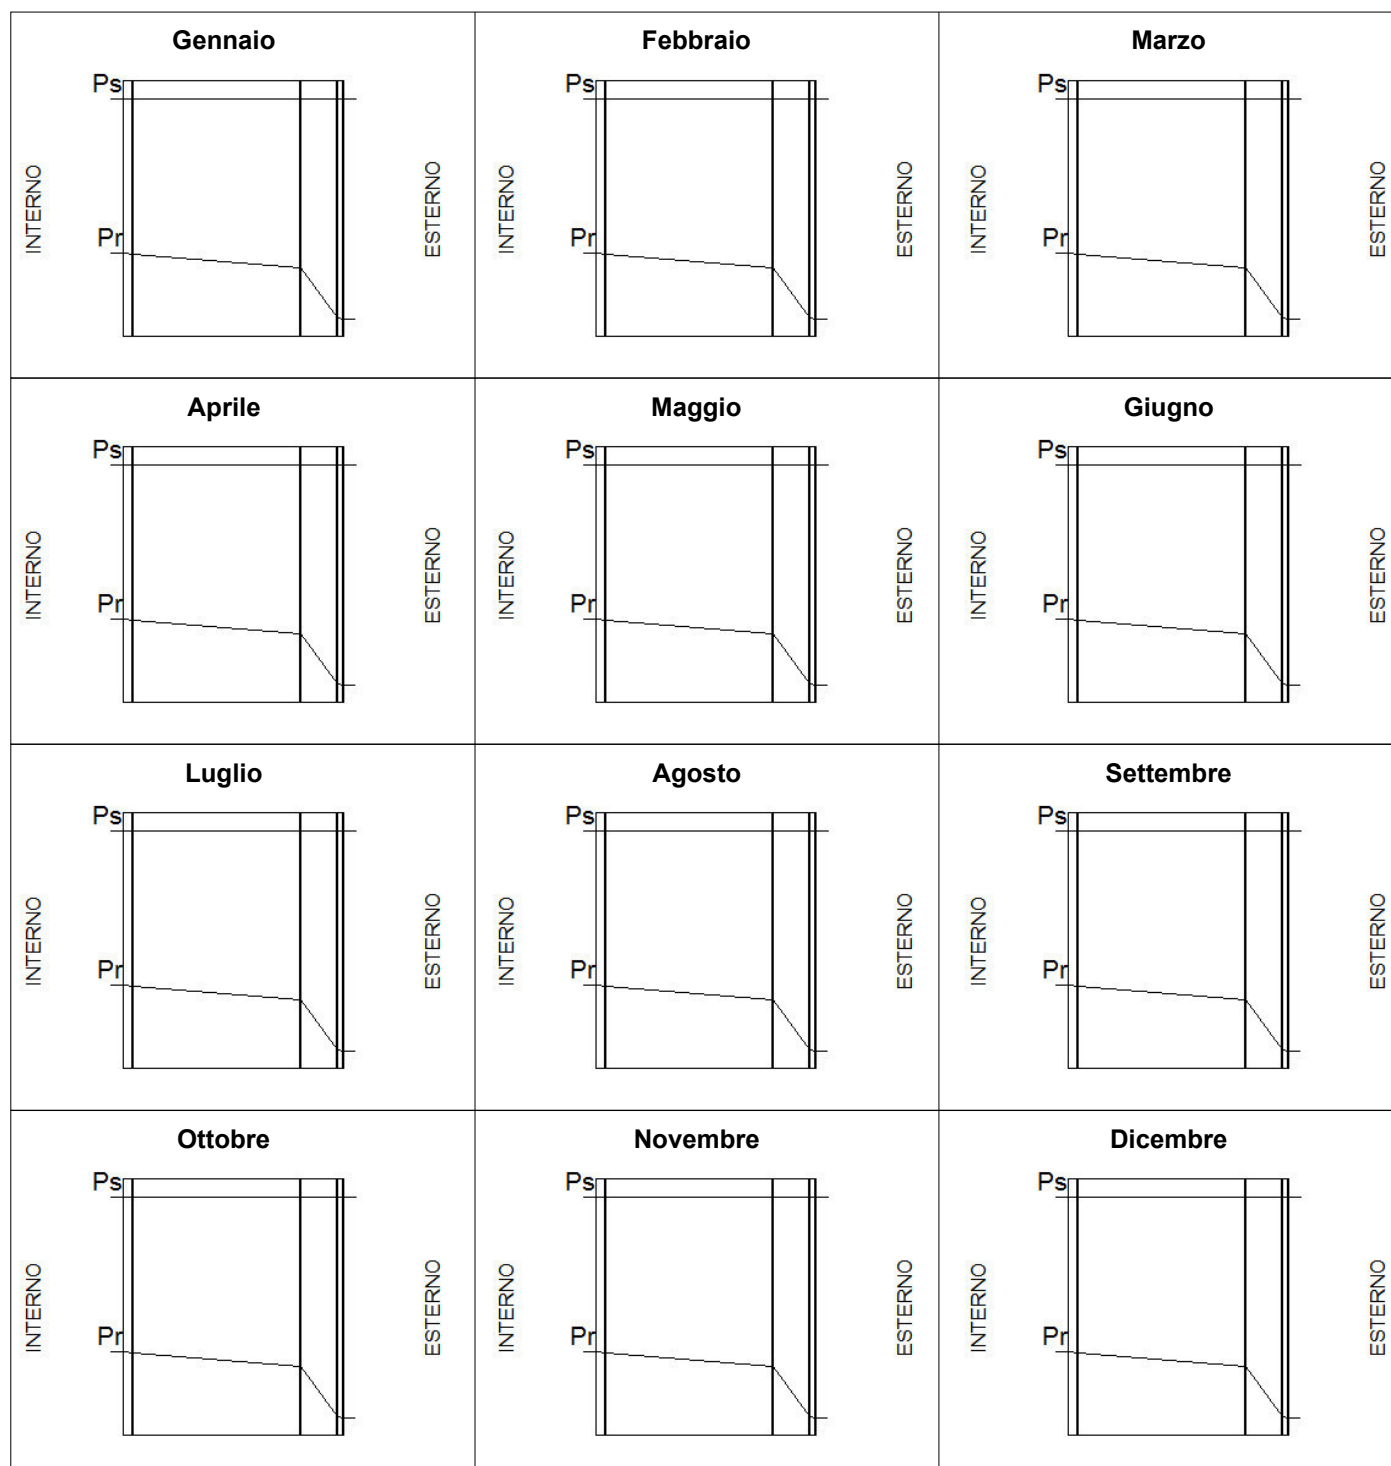 Gennaio
Febbraio
Marzo
Ps
Ps
Ps
INTERNO
ESTERNO
INTERNO
ESTERNO
INTERNO
ESTERNO
Pr
Pr
Pr
Aprile
Maggio
Giugno
Ps
Ps
Ps
INTERNO
ESTERNO
INTERNO
ESTERNO
INTERNO
ESTERNO
Pr
Pr
Pr
Luglio
Agosto
Settembre
Ps
Ps
Ps
INTERNO
ESTERNO
INTERNO
ESTERNO
INTERNO
ESTERNO
Pr
Pr
Pr
Ottobre
Novembre
Dicembre
Ps
Ps
Ps
INTERNO
ESTERNO
INTERNO
ESTERNO
INTERNO
ESTERNO
Pr
Pr
Pr